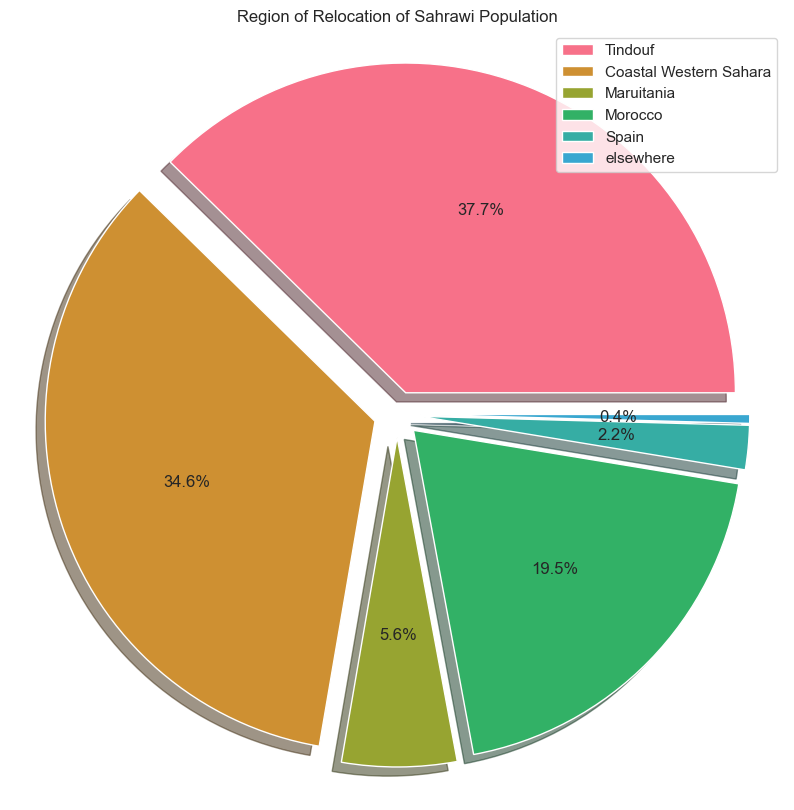 Region of Relocation of Sahrawi Population
Tindouf
Coastal Western Sahara
Maruitania
Morocco
Spain
elsewhere
37.7%
0.4%
2.2%
34.6%
19.5%
5.6%